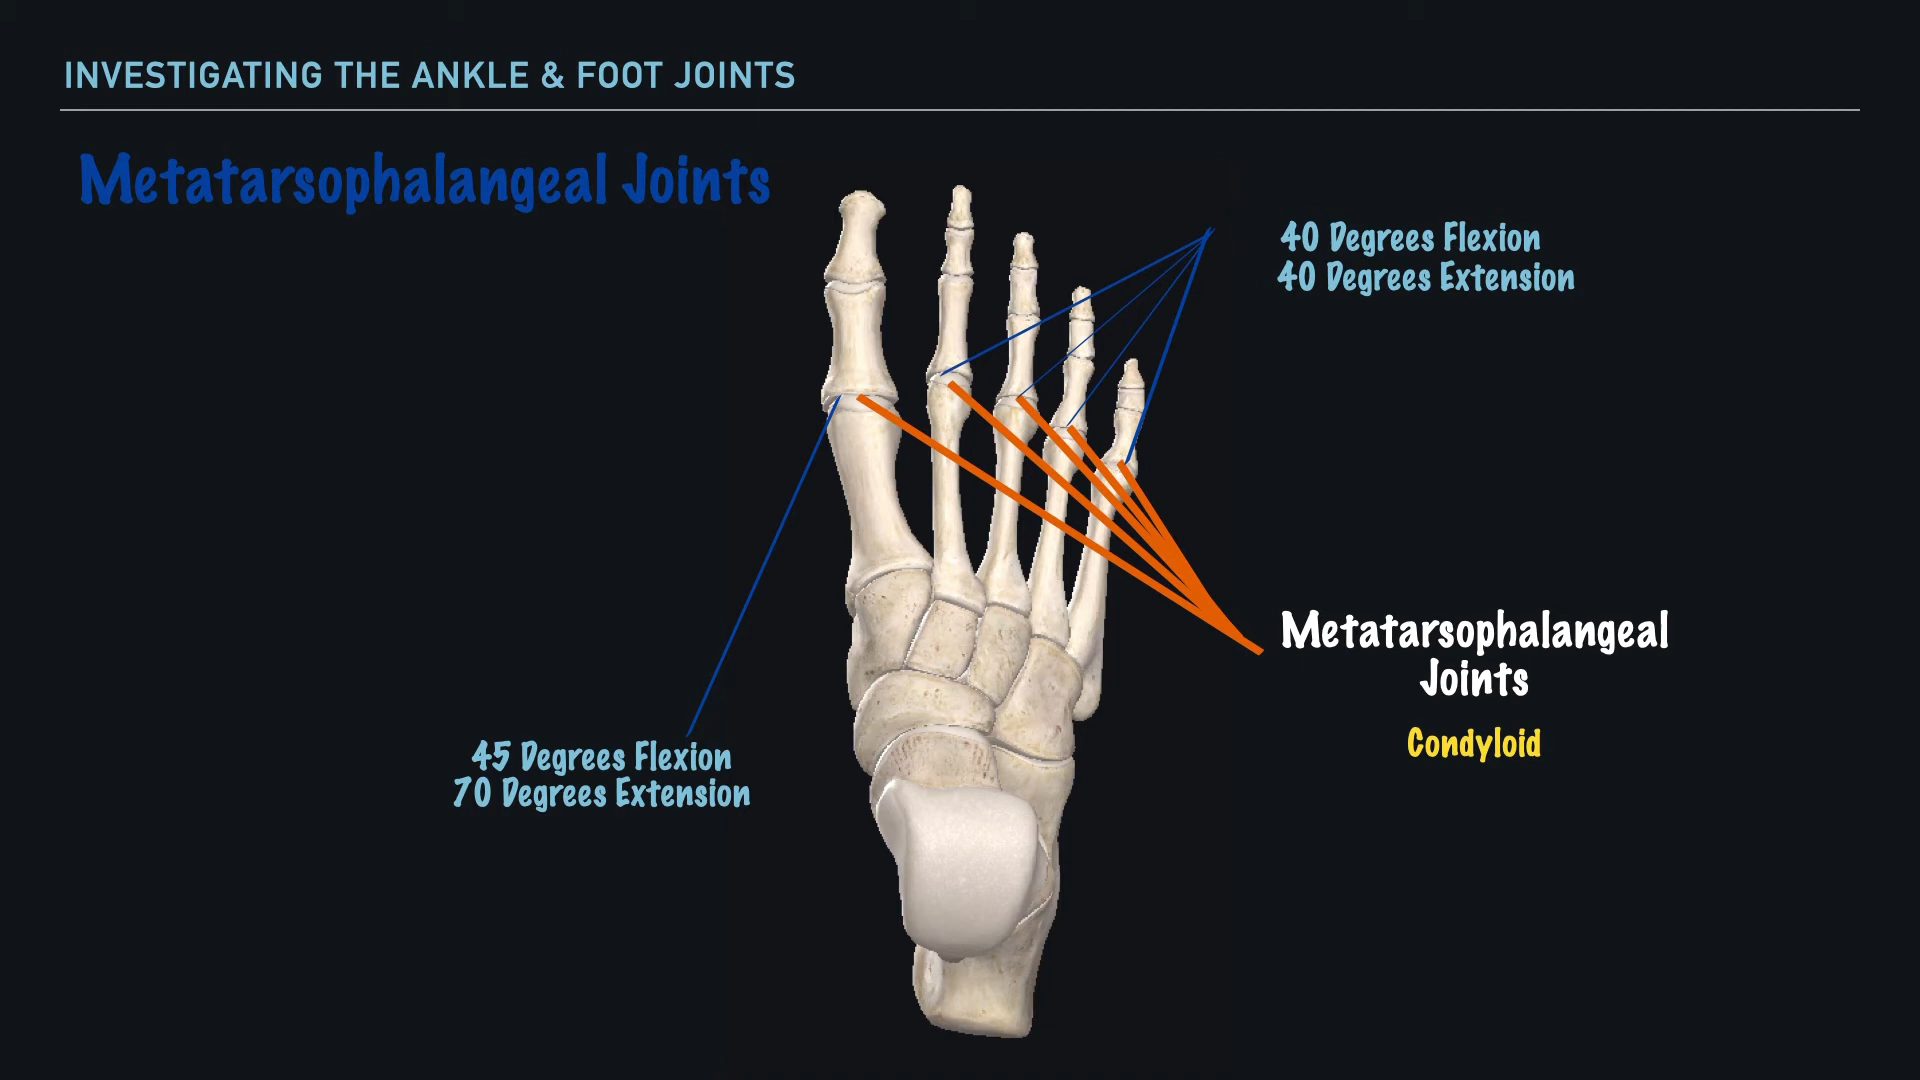 INVESTIGATING THE ANKLE & FOOT JOINTS
Metatarsophalangeal Joints
40 Degrees Flexion
40 Degrees Extension
Metatarsophalangeal
Joints
Condyloid
45 Degrees Flexion
70 Degrees Extension